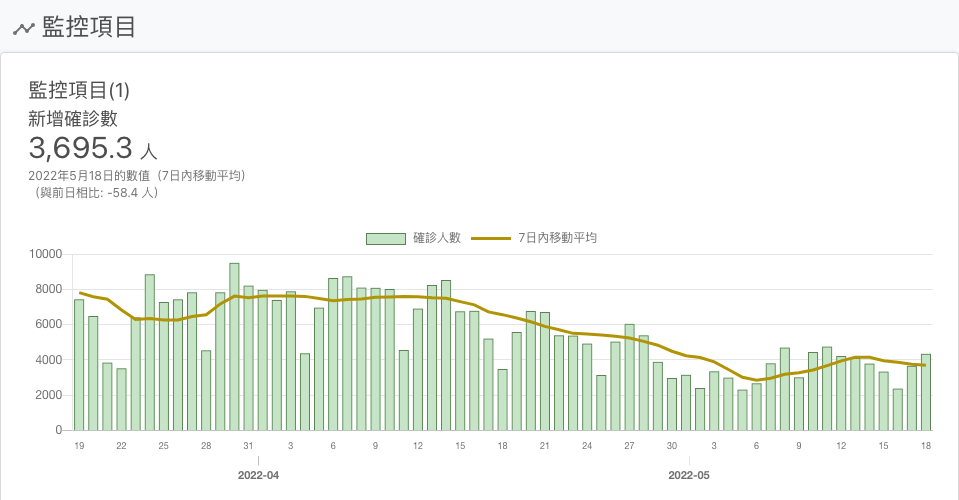 監控項目
監控項目(1)
新增確診數
3,695.3 人
2022年5月18日的數值（7日內移動平均）
（與前日相比: -58.4 人）
確診人數 7日內移動平均
10000
8000
6000
4000
2000
0
19 22 25 28 31 3 6 9 12 15 18 21 24 27 30 3 6 9 12 15 18
2022-04 2022-05